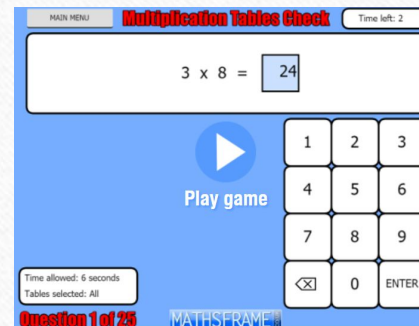 MAIN MENU
Multiplication Tables Check
Time left: 2
3 x 8 = 24
1 2 3
Play game
4 5 6
7 8 9
0 ENTER
Time allowed: 6 seconds
Tables selected: All
Question 1 of 25
MATHSFRAME